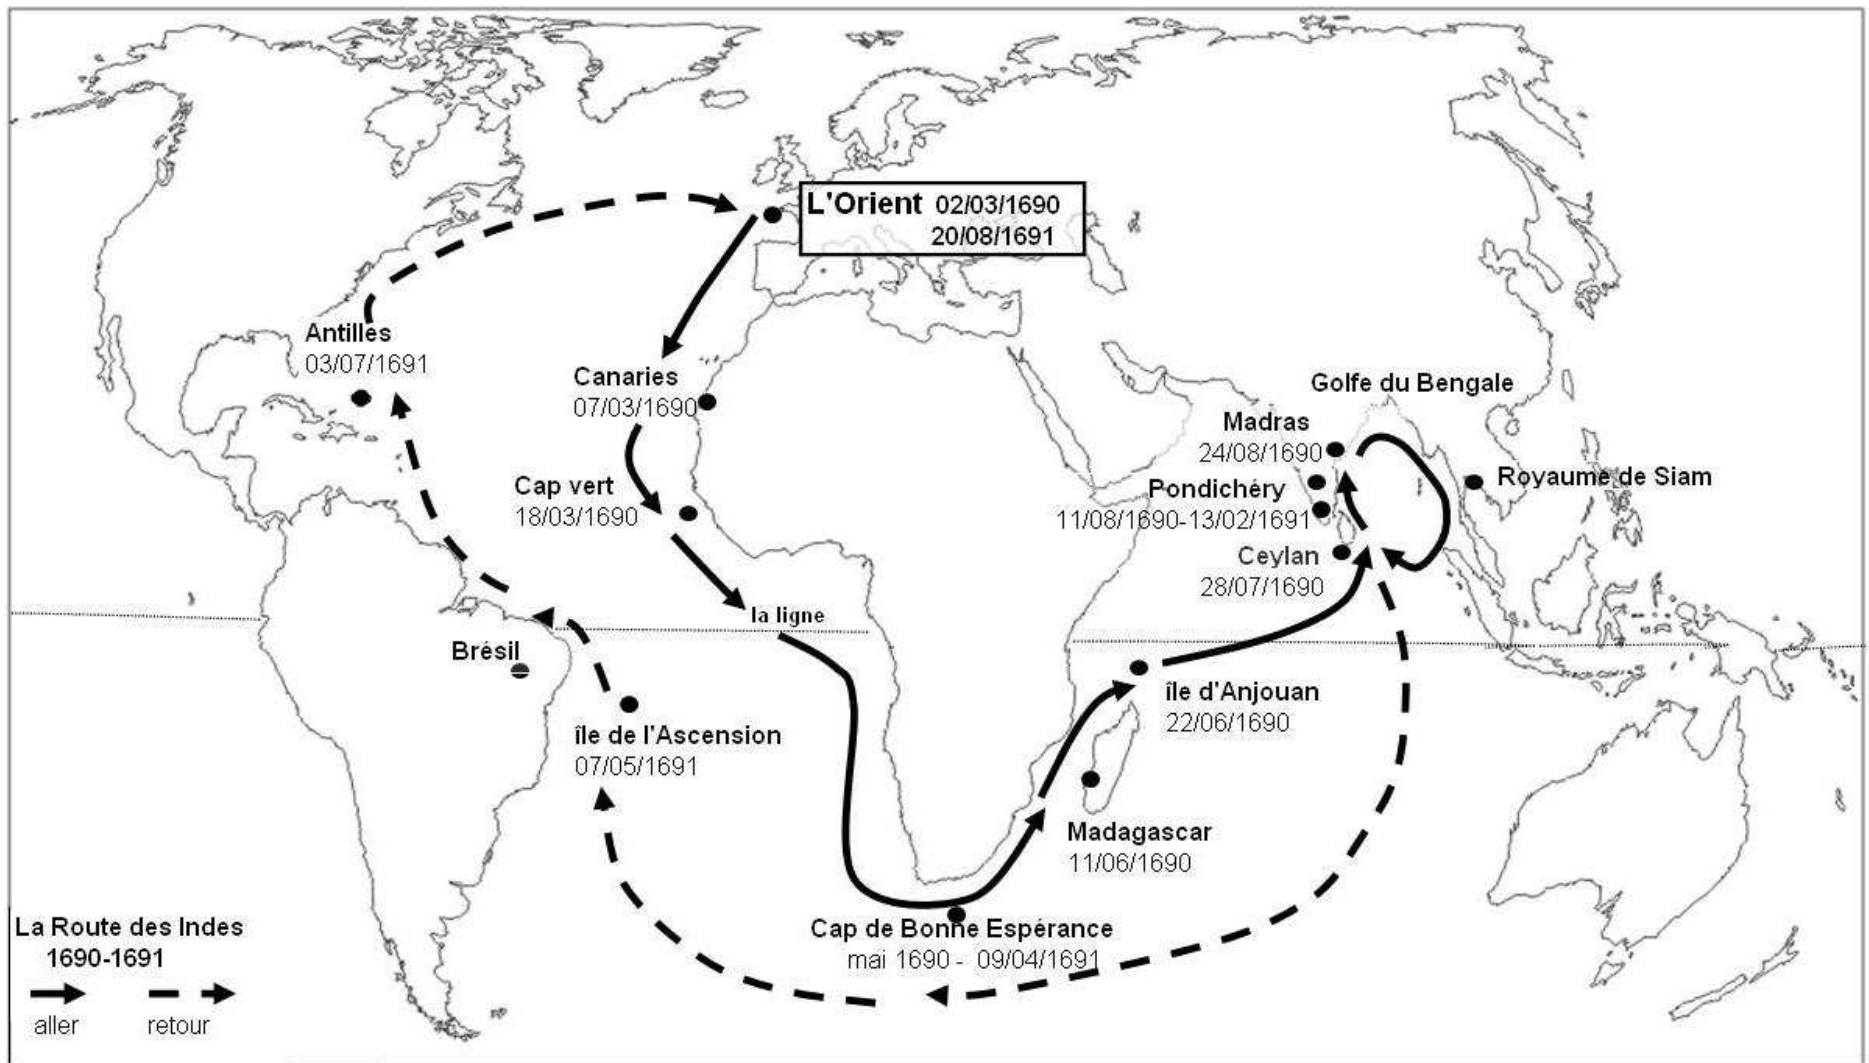 L'Orient 02/03/1690
20/08/1691
Antilles
03/07/1691
Canaries
07/03/1690
Golfe du Bengale
Madras
24/08/1690
Royaume de Siam
Pondichéry
11/08/1690-13/02/1691
Cap vert
18/03/1690
Ceylan
28/07/1690
la ligne
Brésil
île d'Anjouan
22/06/1690
île de l'Ascension
07/05/1691
Madagascar
11/06/1690
Cap de Bonne Espérance
mai 1690 - 09/04/1691
La Route des Indes
1690-1691
aller retour